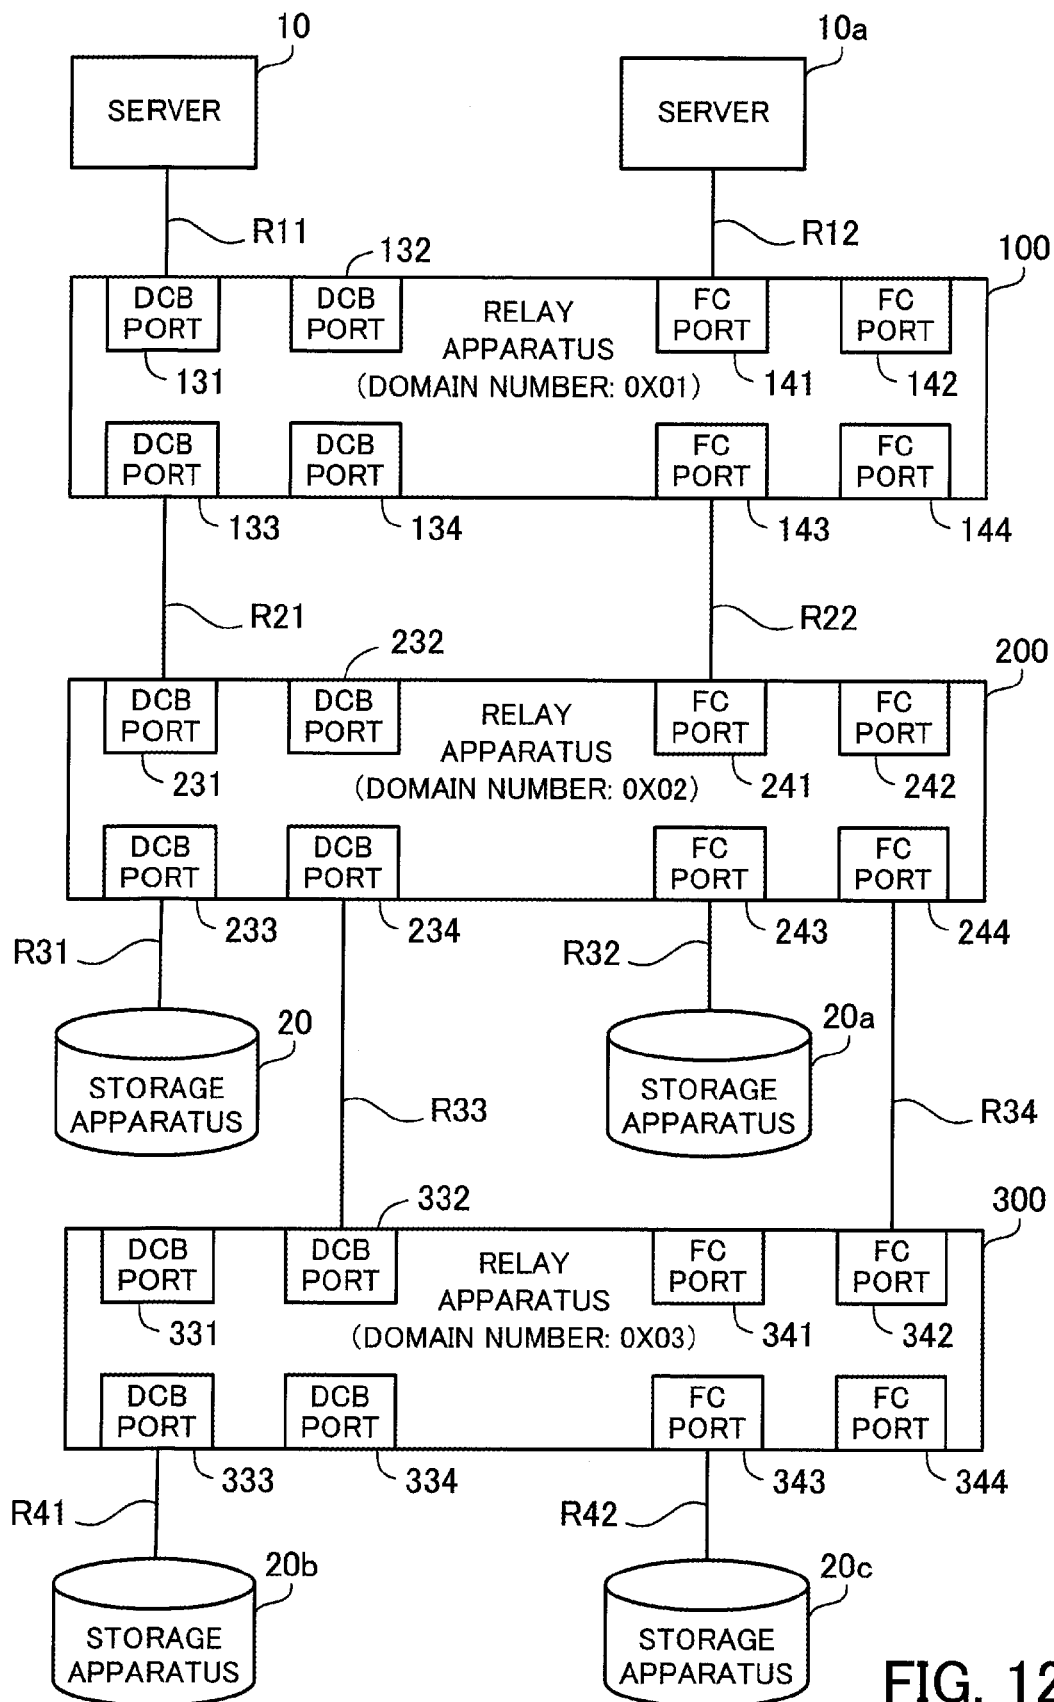 10
10a
SERVER
SERVER
R11
R12
132
100
DCB
PORT
DCB
PORT
RELAY
APPARATUS
(DOMAIN NUMBER: 0X01)
FC
PORT
FC
PORT
131
141
142
DCB
PORT
DCB
PORT
FC
PORT
FC
PORT
133
134
143
144
R21
R22
232
200
DCB
PORT
DCB
PORT
RELAY
APPARATUS
(DOMAIN NUMBER: 0X02)
FC
PORT
FC
PORT
231
241
242
DCB
PORT
DCB
PORT
FC
PORT
FC
PORT
233
234
243
244
R31
R32
20
20a
STORAGE
APPARATUS
STORAGE
APPARATUS
R33
R34
332
300
DCB
PORT
DCB
PORT
RELAY
APPARATUS
(DOMAIN NUMBER: 0X03)
FC
PORT
FC
PORT
331
341
342
DCB
PORT
DCB
PORT
FC
PORT
FC
PORT
333
334
343
344
R41
R42
20b
20c
STORAGE
APPARATUS
STORAGE
APPARATUS
FIG. 12